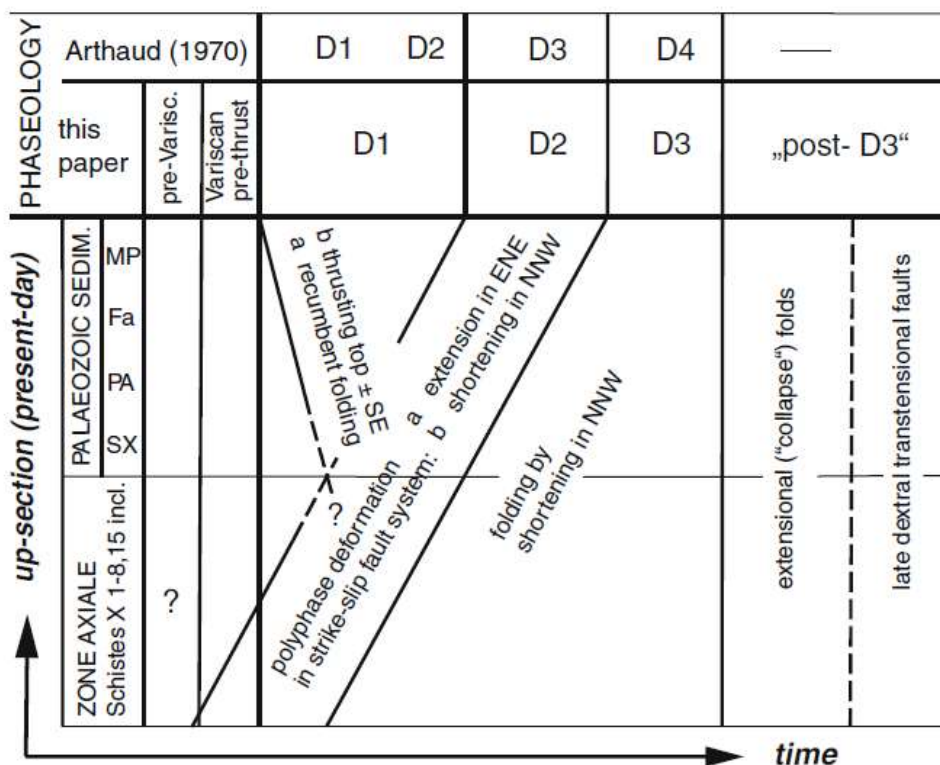 PHASEOLOGY
Arthaud (1970)
D1 D2 D3 D4 —
this
paper
pre-Varisc.
Variscan
pre-thrust
D1 D2 D3 „post- D3“
up-section (present-day)
PALAEOZOIC SEDIM.
MP
Fa
PA
SX
b thrusting top ± SE
a recumbent folding
a extension in ENE
polyphase deformation
in strike-slip fault system: b shortening in NNW
folding by
shortening in NNW
extensional („collapse“) folds
late dextral transtensional faults
ZONE AXIALE
Schistes X 1-8,15 incl.
?
?
time